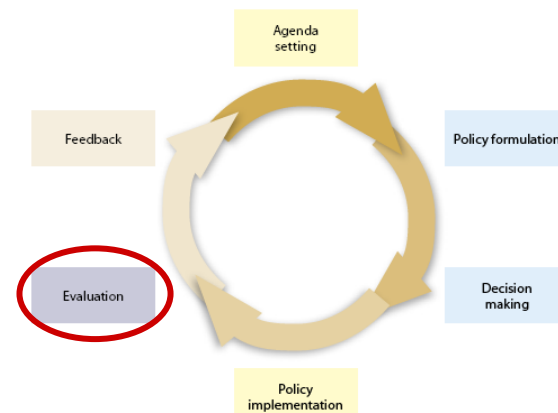 Agenda
setting
Feedback
Policy formulation
Evaluation
Decision
making
Policy
implementation